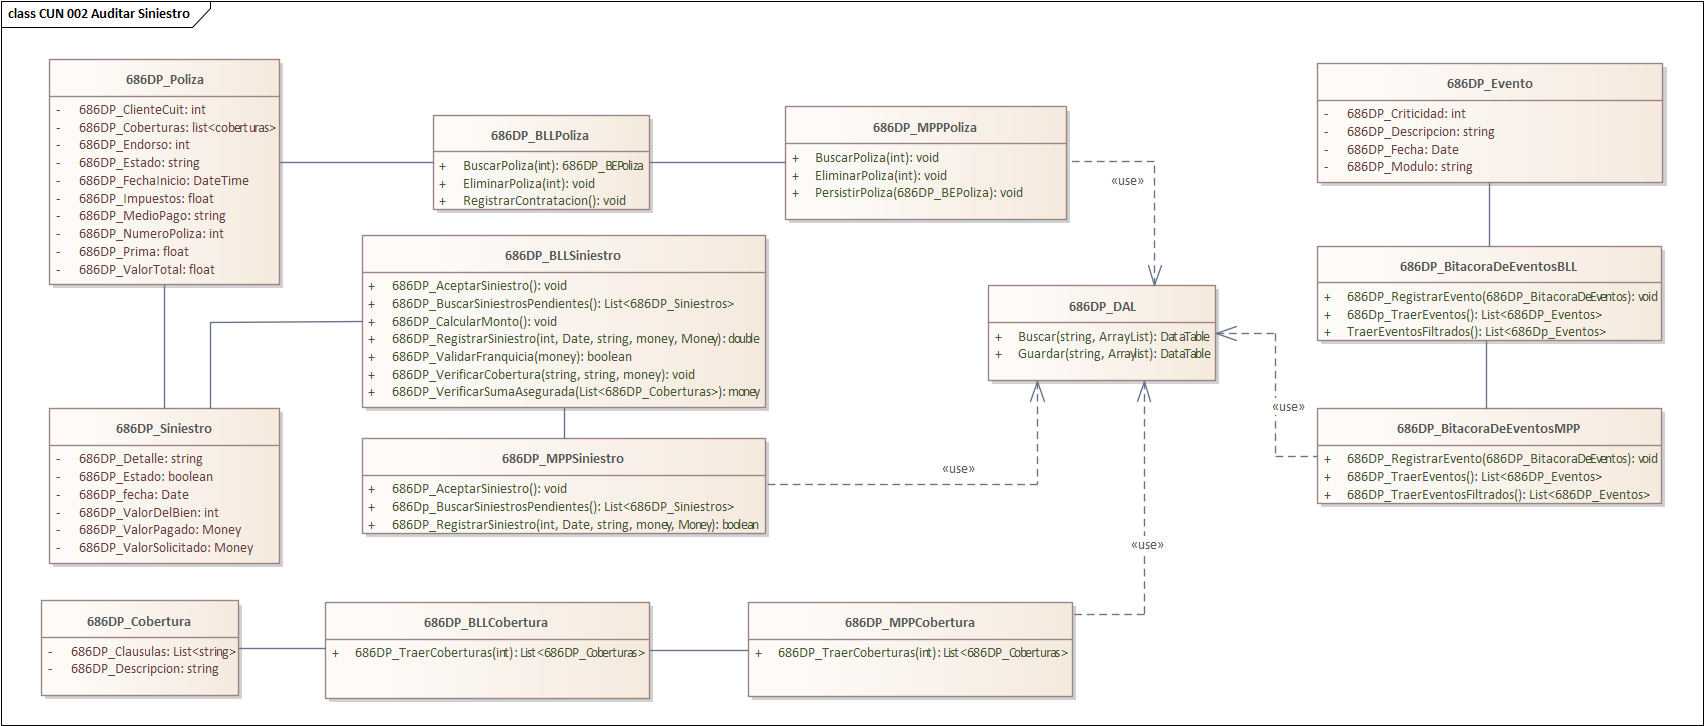 class CUN 002 Auditar Siniestro
686DP_Poliza
- 686DP_ClienteCuit: int
- 686DP_Coberturas: list<coberturas>
- 686DP_Endorso: int
- 686DP_Estado: string
- 686DP_FechaInicio: DateTime
- 686DP_Impuestos: float
- 686DP_MedioPago: string
- 686DP_NumeroPoliza: int
- 686DP_Prima: float
- 686DP_ValorTotal: float
686DP_BLLPoliza
+ BuscarPoliza(int): 686DP_BEPoliza
+ EliminarPoliza(int): void
+ RegistrarContratacion(): void
686DP_MPPPoliza
+ BuscarPoliza(int): void
+ EliminarPoliza(int): void
+ PersistirPoliza(686DP_BEPoliza): void
«use»
686DP_Evento
- 686DP_Criticidad: int
- 686DP_Descripcion: string
- 686DP_Fecha: Date
- 686DP_Modulo: string
686DP_BLLSiniestro
+ 686DP_AceptarSiniestro(): void
+ 686DP_BuscarSiniestrosPendientes(): List<686DP_Siniestros>
+ 686DP_CalcularMonto(): void
+ 686DP_RegistrarSiniestro(int, Date, string, money, Money): double
+ 686DP_ValidarFranquicia(money): boolean
+ 686DP_VerificarCobertura(string, string, money): void
+ 686DP_VerificarSumaAsegurada(List<686DP_Coberturas>): money
686DP_DAL
+ Buscar(string, ArrayList): DataTable
+ Guardar(string, Arraylist): DataTable
686DP_BitacoraDeEventosBLL
+ 686DP_RegistrarEvento(686DP_BitacoraDeEventos): void
+ 686Dp_TraerEventos(): List<686DP_Eventos>
+ TraerEventosFiltrados(): List<686Dp_Eventos>
«use»
686DP_Siniestro
- 686DP_Detalle: string
- 686DP_Estado: boolean
- 686DP_fecha: Date
- 686DP_ValorDelBien: int
- 686DP_ValorPagado: Money
- 686DP_ValorSolicitado: Money
686DP_MPPSiniestro
+ 686DP_AceptarSiniestro(): void
+ 686Dp_BuscarSiniestrosPendientes(): List<686DP_Siniestros>
+ 686DP_RegistrarSiniestro(int, Date, string, money, Money): boolean
«use»
686DP_BitacoraDeEventosMPP
+ 686DP_RegistrarEvento(686DP_BitacoraDeEventos): void
+ 686DP_TraerEventos(): List<686DP_Eventos>
+ 686DP_TraerEventosFiltrados(): List<686DP_Eventos>
«use»
686DP_Cobertura
- 686DP_Clausulas: List<string>
- 686DP_Descripcion: string
686DP_BLLCobertura
+ 686DP_TraerCoberturas(int): List<686DP_Coberturas>
686DP_MPPCobertura
+ 686DP_TraerCoberturas(int): List<686DP_Coberturas>